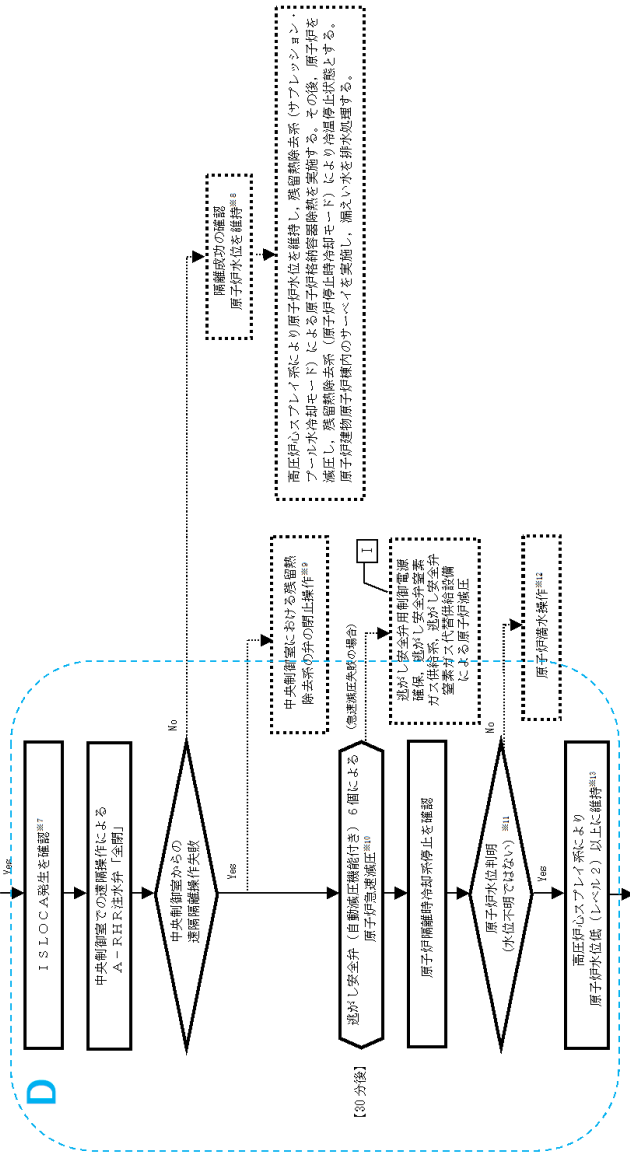 D
Yes
ＩＳＬＯＣＡ発生を確認※7
中央制御室での遠隔操作による
Ａ－ＲＨＲ注水弁「全閉」
中央制御室からの
遠隔隔離操作失敗
No
隔離成功の確認
原子炉水位を維持※8
高圧炉心スプレイ系により原子炉水位を維持し，残留熱除去系（サプレッション・
プール水冷却モード）による原子炉格納容器除熱を実施する。その後，原子炉を
減圧し，残留熱除去系（原子炉停止時冷却モード）により冷温停止状態とする。
原子炉建物原子炉棟内のサーベイを実施し，漏えい水を排水処理する。
Yes
中央制御室における残留熱
除去系の弁の閉止操作※9
【30分後】
逃がし安全弁（自動減圧機能付き）６個による
原子炉急速減圧※10
（急速減圧失敗の場合）
Ｉ
逃がし安全弁用制御電源
確保，逃がし安全弁窒素
ガス供給系，逃がし安全弁
窒素ガス代替供給設備
による原子炉減圧
原子炉隔離時冷却系停止を確認
原子炉水位判明
（水位不明ではない）※11
No
原子炉満水操作※12
Yes
高圧炉心スプレイ系により
原子炉水位低（レベル２）以上に維持※13